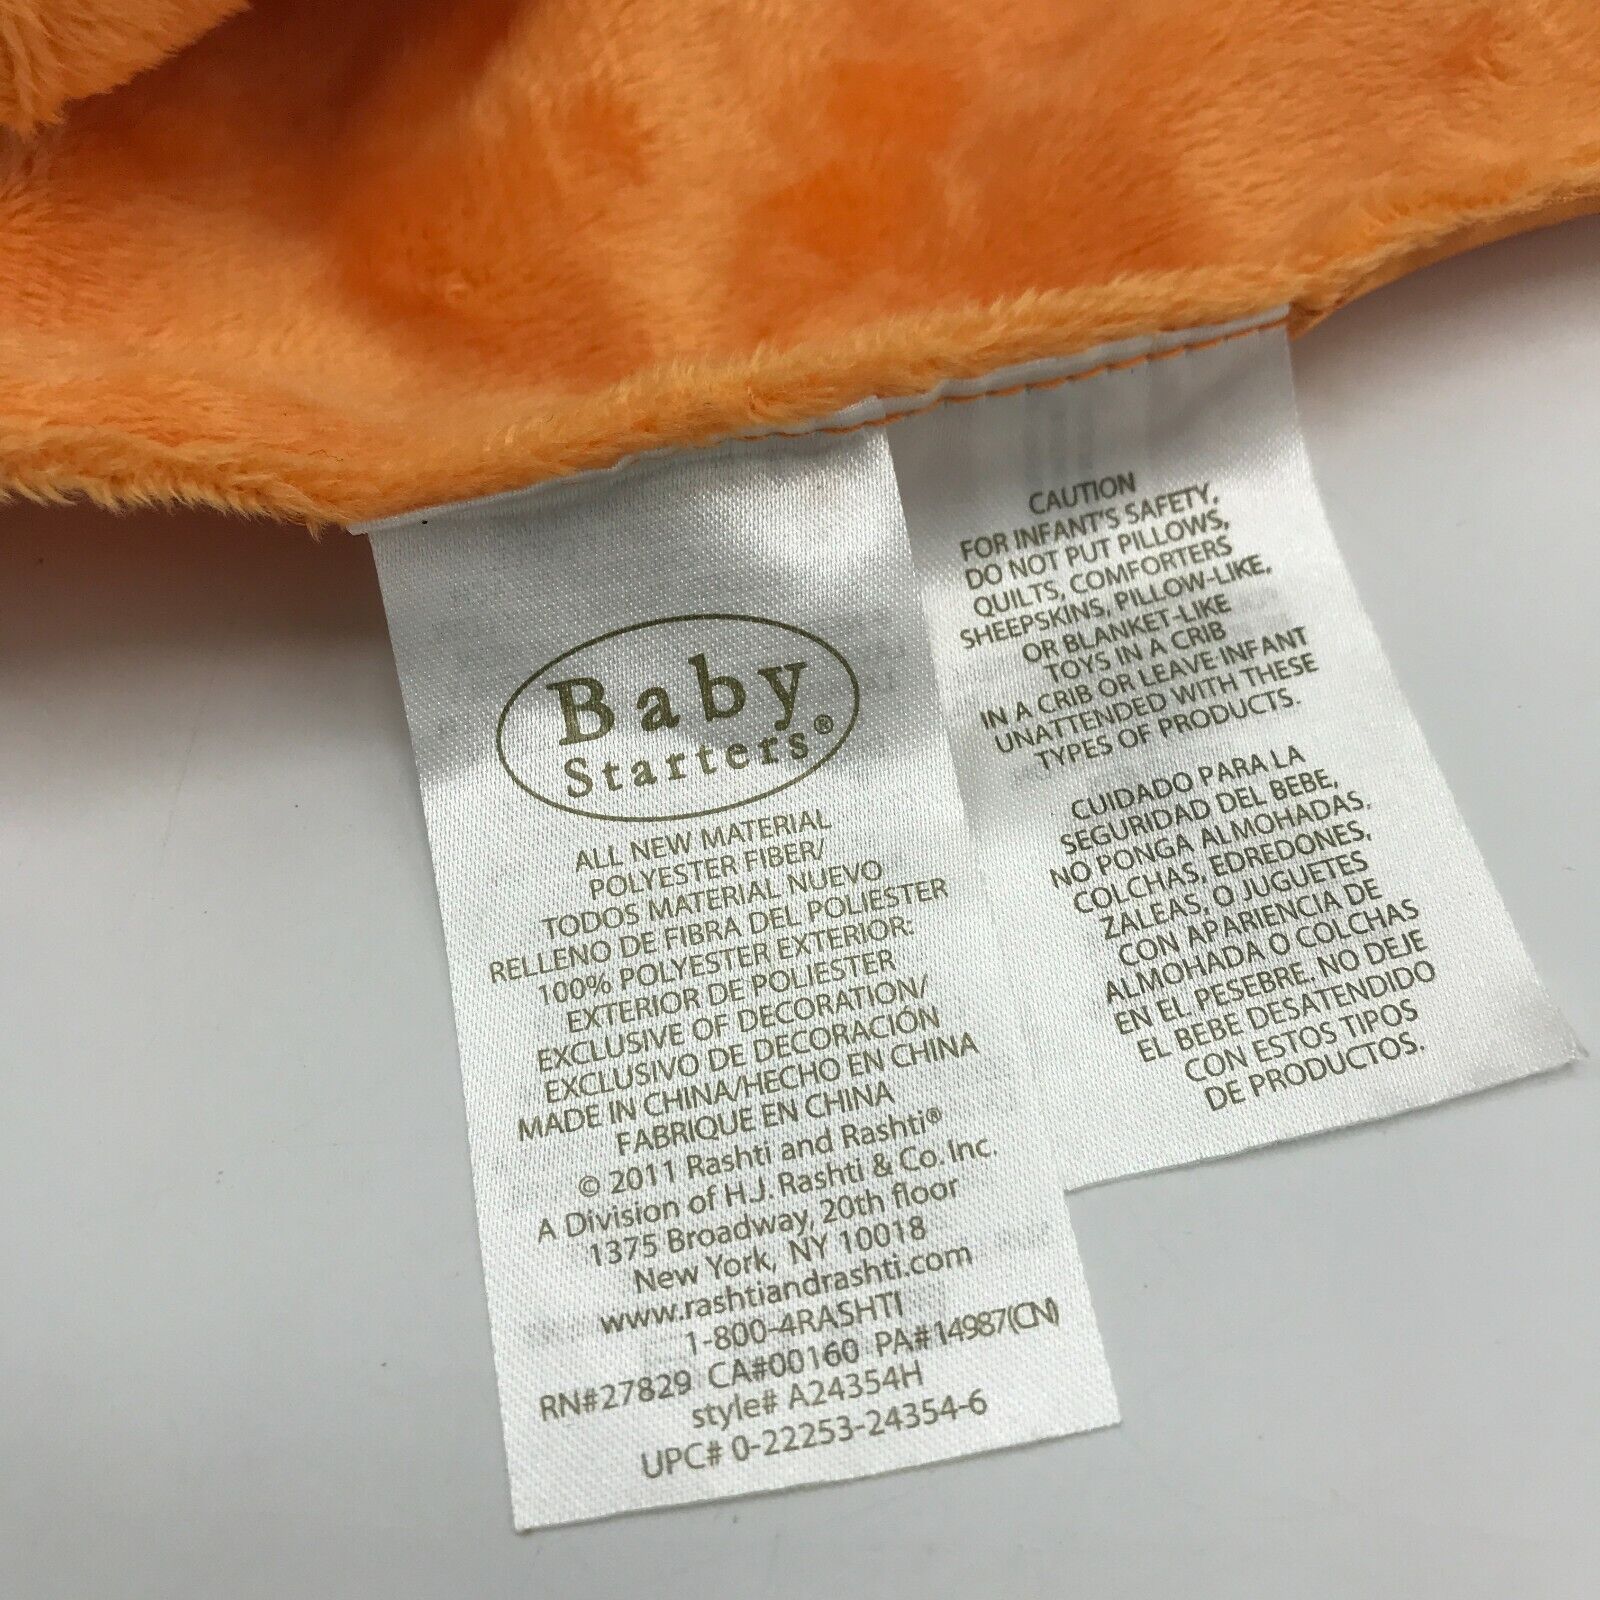 Baby
Starters®
ALL NEW MATERIAL
POLYESTER FIBER/
TODOS MATERIAL NUEVO
RELLENO DE FIBRA DEL POLIESTER
100% POLYESTER EXTERIOR:
EXTERIOR DE POLIESTER
EXCLUSIVE OF DECORATION/
EXCLUSIVO DE DECORACIÓN
MADE IN CHINA/HECHO EN CHINA
FABRIQUE EN CHINA
© 2011 Rashti and Rashti®
A Division of H.J. Rashti & Co. Inc.
1375 Broadway, 20th floor
New York, NY 10018
www.rashtiandrashti.com
1-800-4RASHTI
RN#27829 CA#00160 PA#14987(CN)
style# A24354H
UPC# 0-22253-24354-6
CAUTION
FOR INFANT'S SAFETY,
DO NOT PUT PILLOWS,
QUILTS, COMFORTERS
SHEEPSKINS, PILLOW-LIKE,
OR BLANKET-LIKE
TOYS IN A CRIB
IN A CRIB OR LEAVE INFANT
UNATTENDED WITH THESE
TYPES OF PRODUCTS.
CUIDADO PARA LA
SEGURIDAD DEL BEBE,
NO PONGA ALMOHADAS,
COLCHAS, EDREDONES,
ZALEAS, O JUGUETES
CON APARIENCIA DE
ALMOHADA O COLCHAS
EN EL PESEBRE. NO DEJE
EL BEBE DESATENDIDO
CON ESTOS TIPOS
DE PRODUCTOS.